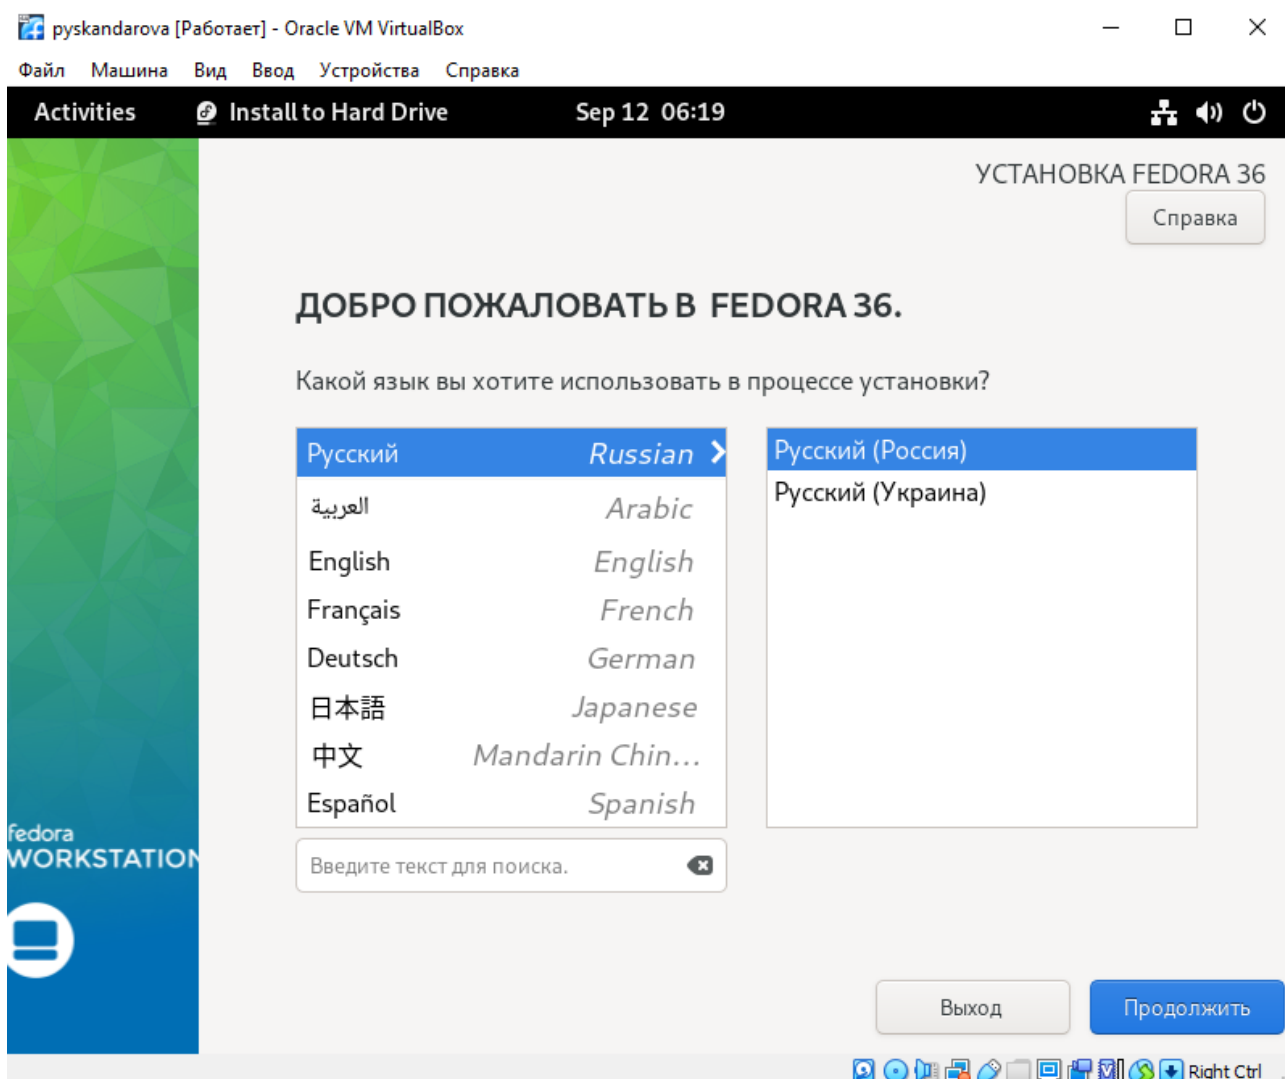 pyskandarova [Работает] - Oracle VM VirtualBox
Файл Машина Вид Ввод Устройства Справка
Activities Install to Hard Drive Sep 12 06:19
УСТАНОВКА FEDORA 36
Справка
ДОБРО ПОЖАЛОВАТЬ В FEDORA 36.
Какой язык вы хотите использовать в процессе установки?
Русский Russian
العربية Arabic
English English
Français French
Deutsch German
日本語 Japanese
中文 Mandarin Chin...
Español Spanish
Русский (Россия)
Русский (Украина)
Введите текст для поиска.
fedora
WORKSTATION
Выход Продолжить
Right Ctrl